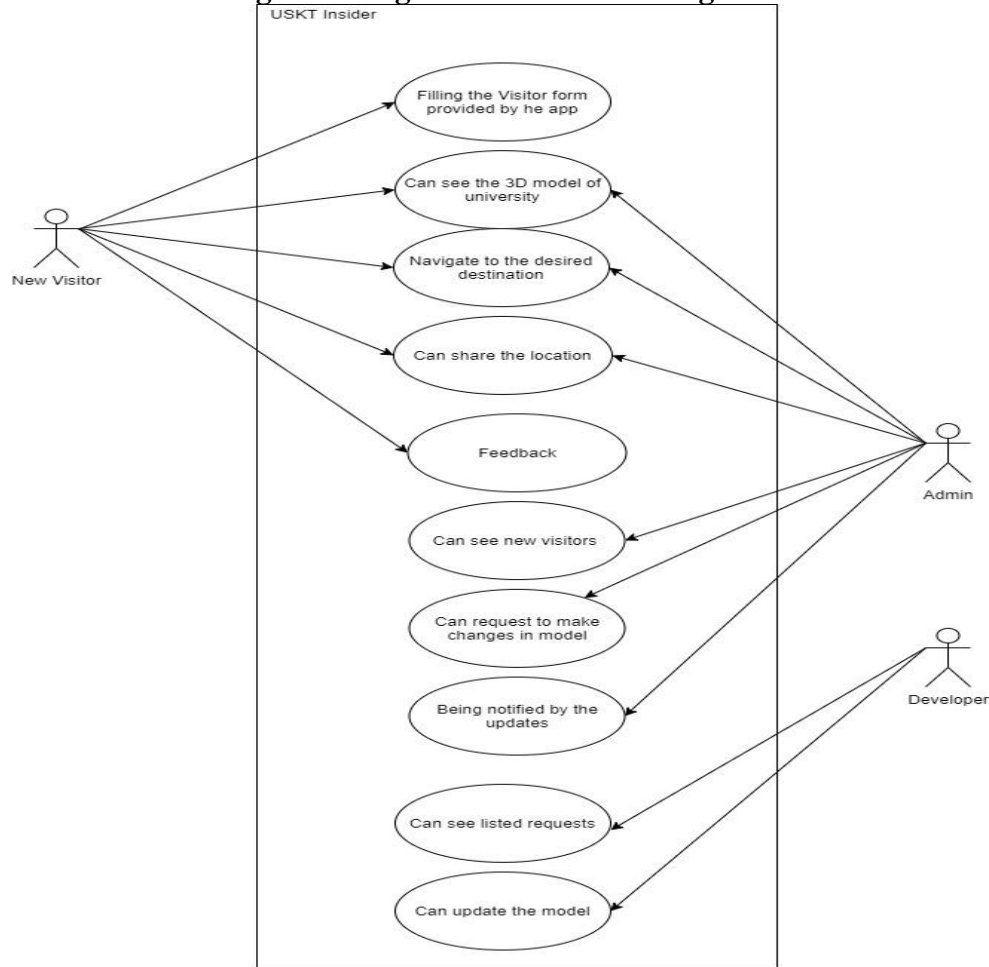 USKT Insider
Filling the Visitor form
provided by he app
Can see the 3D model of
university
New Visitor
Navigate to the desired
destination
Can share the location
Feedback
Admin
Can see new visitors
Can request to make
changes in model
Developer
Being notified by the
updates
Can see listed requests
Can update the model